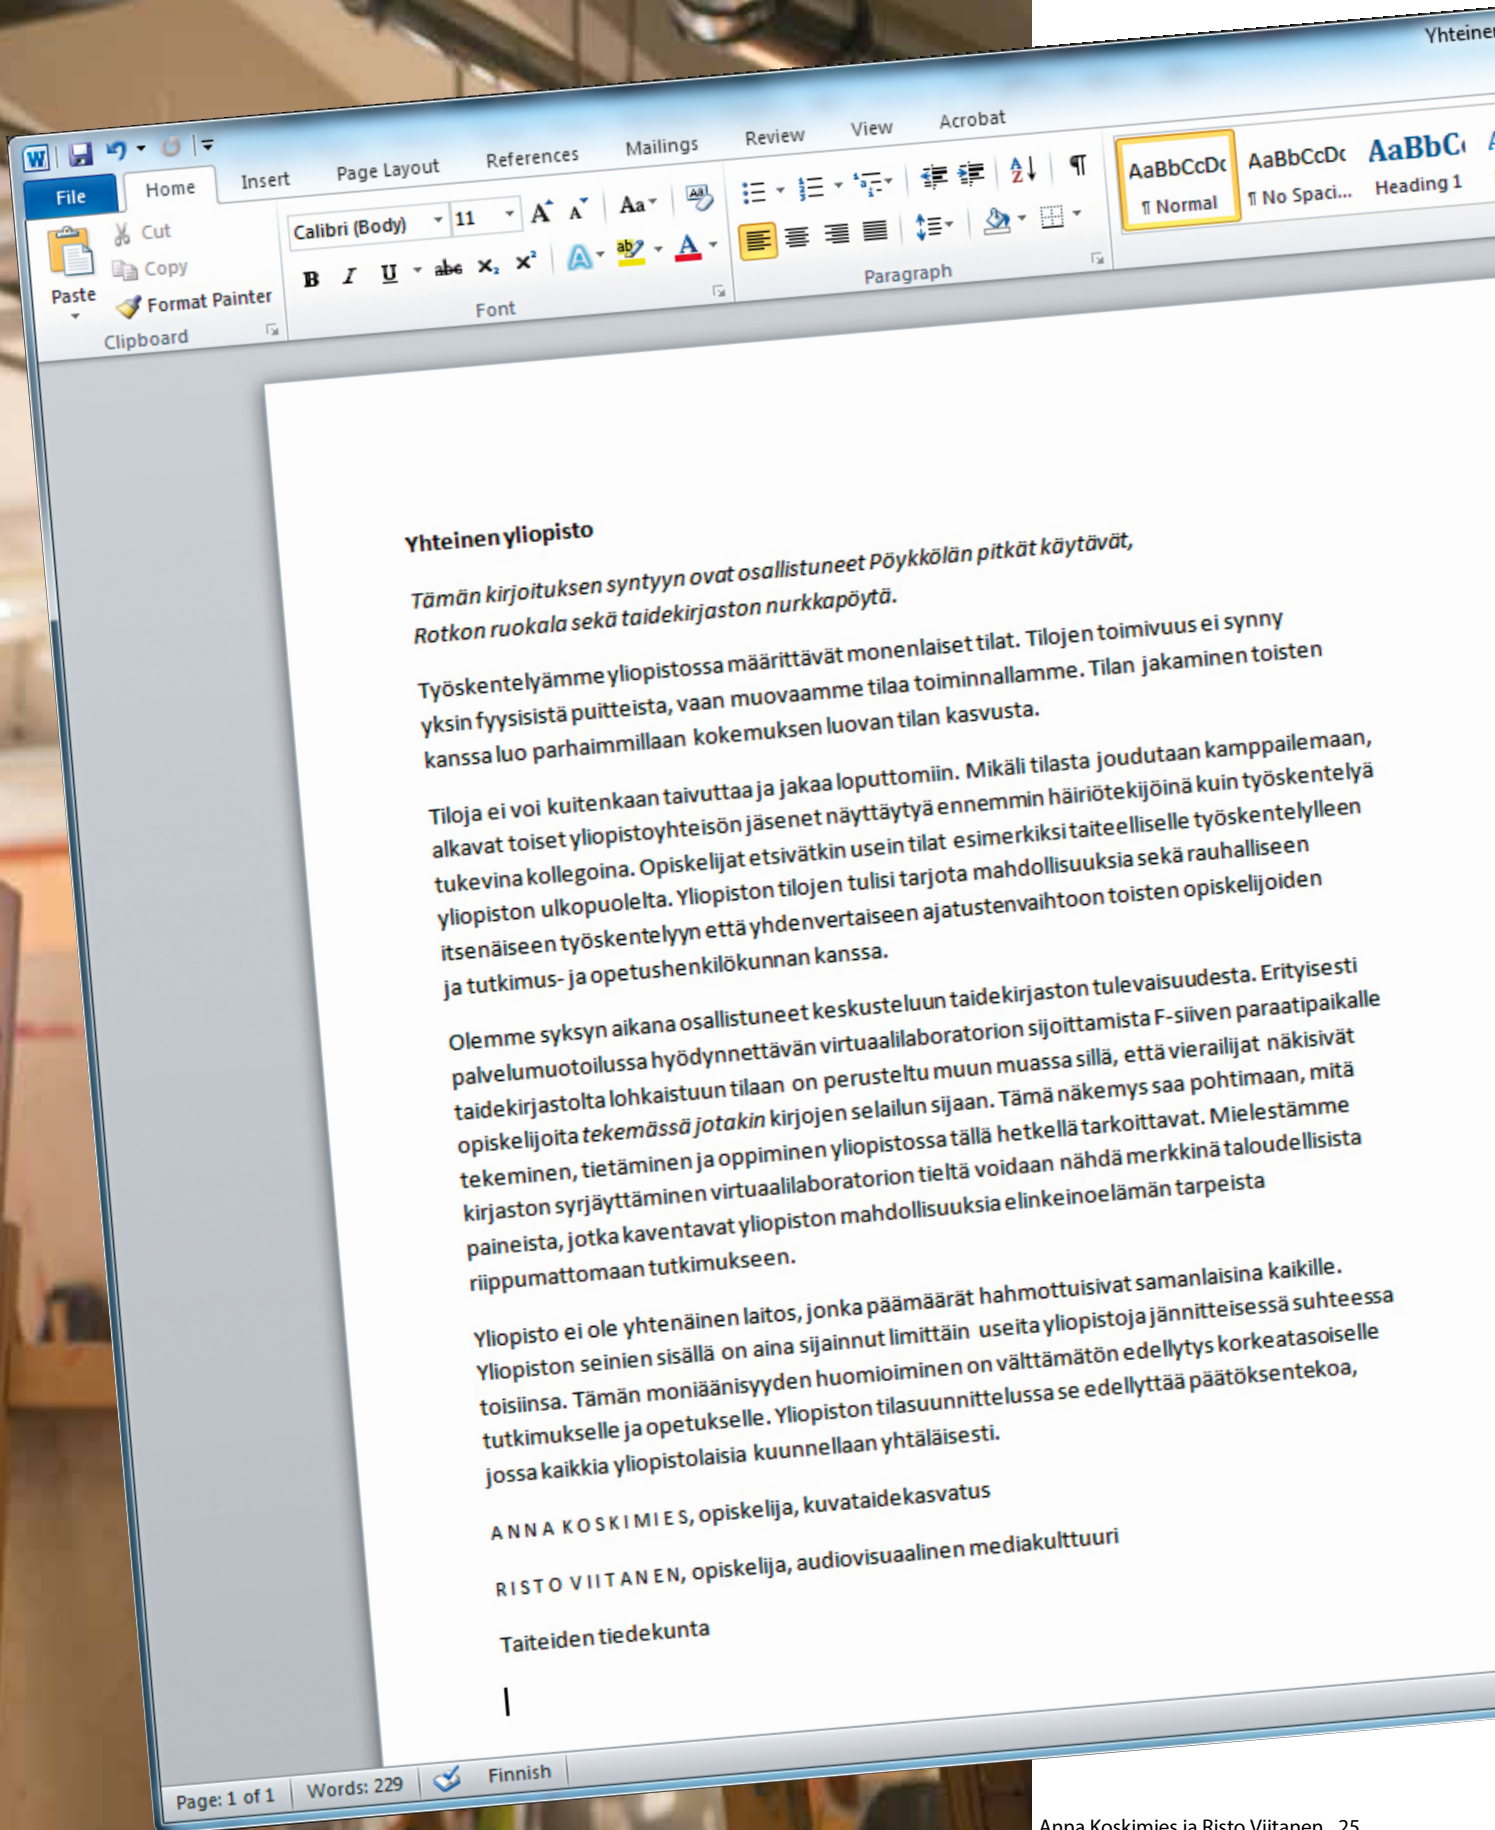 Yhteinen
File
Home
Insert
Page Layout
References
Mailings
Review
View
Acrobat
Paste
Cut
Copy
Format Painter
Clipboard
Calibri (Body)
11
Font
Paragraph
AaBbCcDc
¶ Normal
AaBbCcDc
¶ No Spaci...
AaBbC
Heading 1
Yhteinen yliopisto
Tämän kirjoituksen syntyyn ovat osallistuneet Pöykkölän pitkät käytävät,
Rotkon ruokala sekä taidekirjaston nurkkapöytä.
Työskentelyämme yliopistossa määrittävät monenlaiset tilat. Tilojen toimivuus ei synny
yksin fyysisistä puitteista, vaan muovaamme tilaa toiminnallamme. Tilan jakaminen toisten
kanssa luo parhaimmillaan kokemuksen luovan tilan kasvusta.
Tiloja ei voi kuitenkaan taivuttaa ja jakaa loputtomiin. Mikäli tilasta joudutaan kamppailemaan,
alkavat toiset yliopistoyhteisön jäsenet näyttäytyä ennemmin häiriötekijöinä kuin työskentelyä
tukevina kollegoina. Opiskelijat etsivätkin usein tilat esimerkiksi taiteelliselle työskentelylleen
yliopiston ulkopuolelta. Yliopiston tilojen tulisi tarjota mahdollisuuksia sekä rauhalliseen
itsenäiseen työskentelyyn että yhdenvertaiseen ajatustenvaihtoon toisten opiskelijoiden
ja tutkimus- ja opetushenkilökunnan kanssa.
Olemme syksyn aikana osallistuneet keskusteluun taidekirjaston tulevaisuudesta. Erityisesti
palvelumuotoilussa hyödynnettävän virtuaalilaboratorion sijoittamista F-siiven paraatipaikalle
taidekirjastolta lohkaistuun tilaan on perusteltu muun muassa sillä, että vierailijat näkisivät
opiskelijoita tekemässä jotakin kirjojen selailun sijaan. Tämä näkemys saa pohtimaan, mitä
tekeminen, tietäminen ja oppiminen yliopistossa tällä hetkellä tarkoittavat. Mielestämme
kirjaston syrjäyttäminen virtuaalilaboratorion tieltä voidaan nähdä merkkinä taloudellisista
paineista, jotka kaventavat yliopiston mahdollisuuksia elinkeinoelämän tarpeista
riippumattomaan tutkimukseen.
Yliopisto ei ole yhtenäinen laitos, jonka päämäärät hahmottuisivat samanlaisina kaikille.
Yliopiston seinien sisällä on aina sijainnut limittäin useita yliopistoja jännitteisessä suhteessa
toisiinsa. Tämän moniäänisyyden huomioiminen on välttämätön edellytys korkeatasoiselle
tutkimukselle ja opetukselle. Yliopiston tilasuunnittelussa se edellyttää päätöksentekoa,
jossa kaikkia yliopistolaisia kuunnellaan yhtäläisesti.
ANNA KOSKIMIES, opiskelija, kuvataidekasvatus
RISTO VIITANEN, opiskelija, audiovisuaalinen mediakulttuuri
Taiteiden tiedekunta
Page: 1 of 1
Words: 229
Finnish
Anna Koskimies ja Risto Viitanen 25